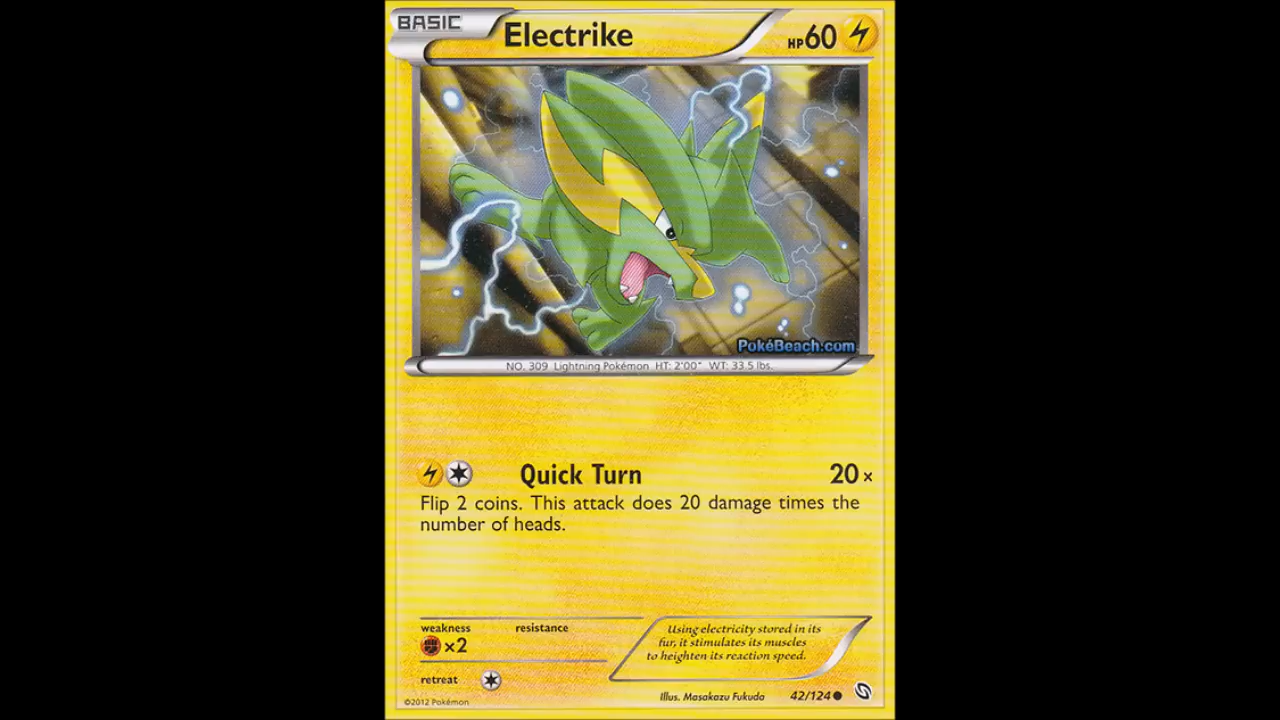 BASIC
Electrike
HP60
PokéBeach.com
NO. 309 Lightning Pokémon HT: 2'00" WT: 33.5 lbs.
Quick Turn 20×
Flip 2 coins. This attack does 20 damage times the
number of heads.
weakness resistance
×2
retreat
Using electricity stored in its
fur, it stimulates its muscles
to heighten its reaction speed.
Illus. Masakazu Fukuda 42/124
©2012 Pokémon